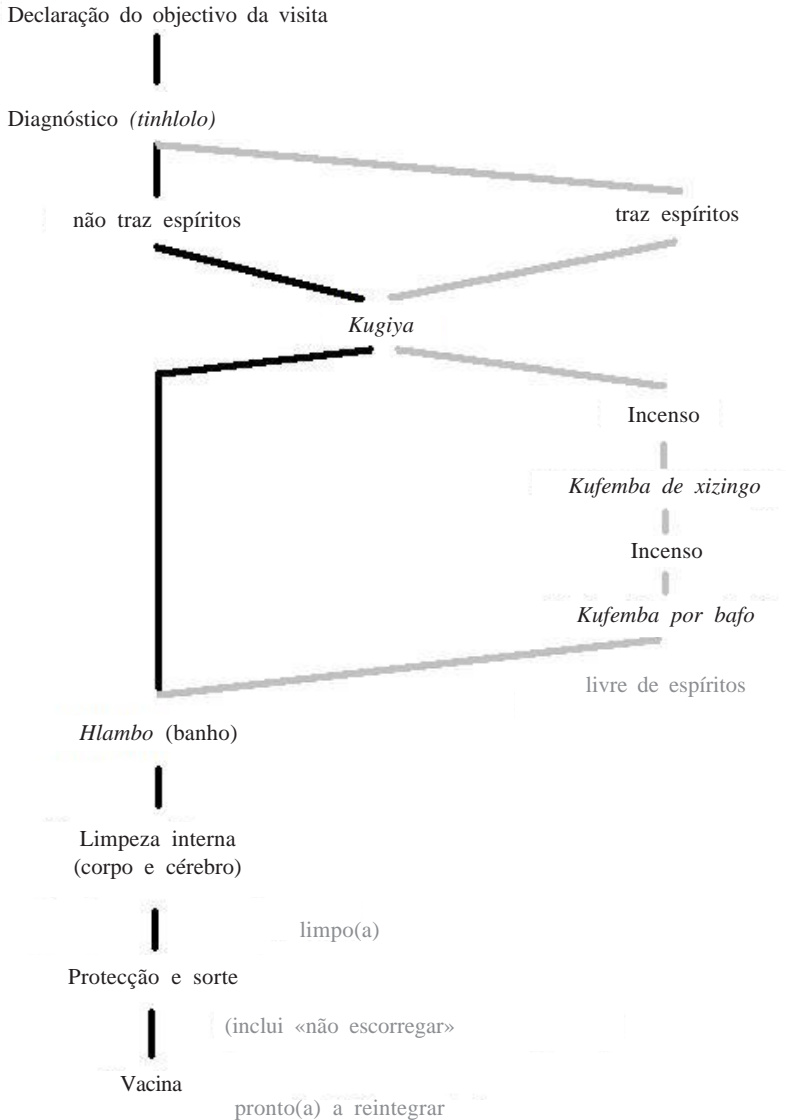 Declaração do objectivo da visita
Diagnóstico (tinhlolo)
não traz espíritos
traz espíritos
Kugiya
Incenso
Kufemba de xizingo
Incenso
Kufemba por bafo
livre de espíritos
Hlambo (banho)
Limpeza interna
(corpo e cérebro)
limpo(a)
Protecção e sorte
(inclui «não escorregar»
Vacina
pronto(a) a reintegrar